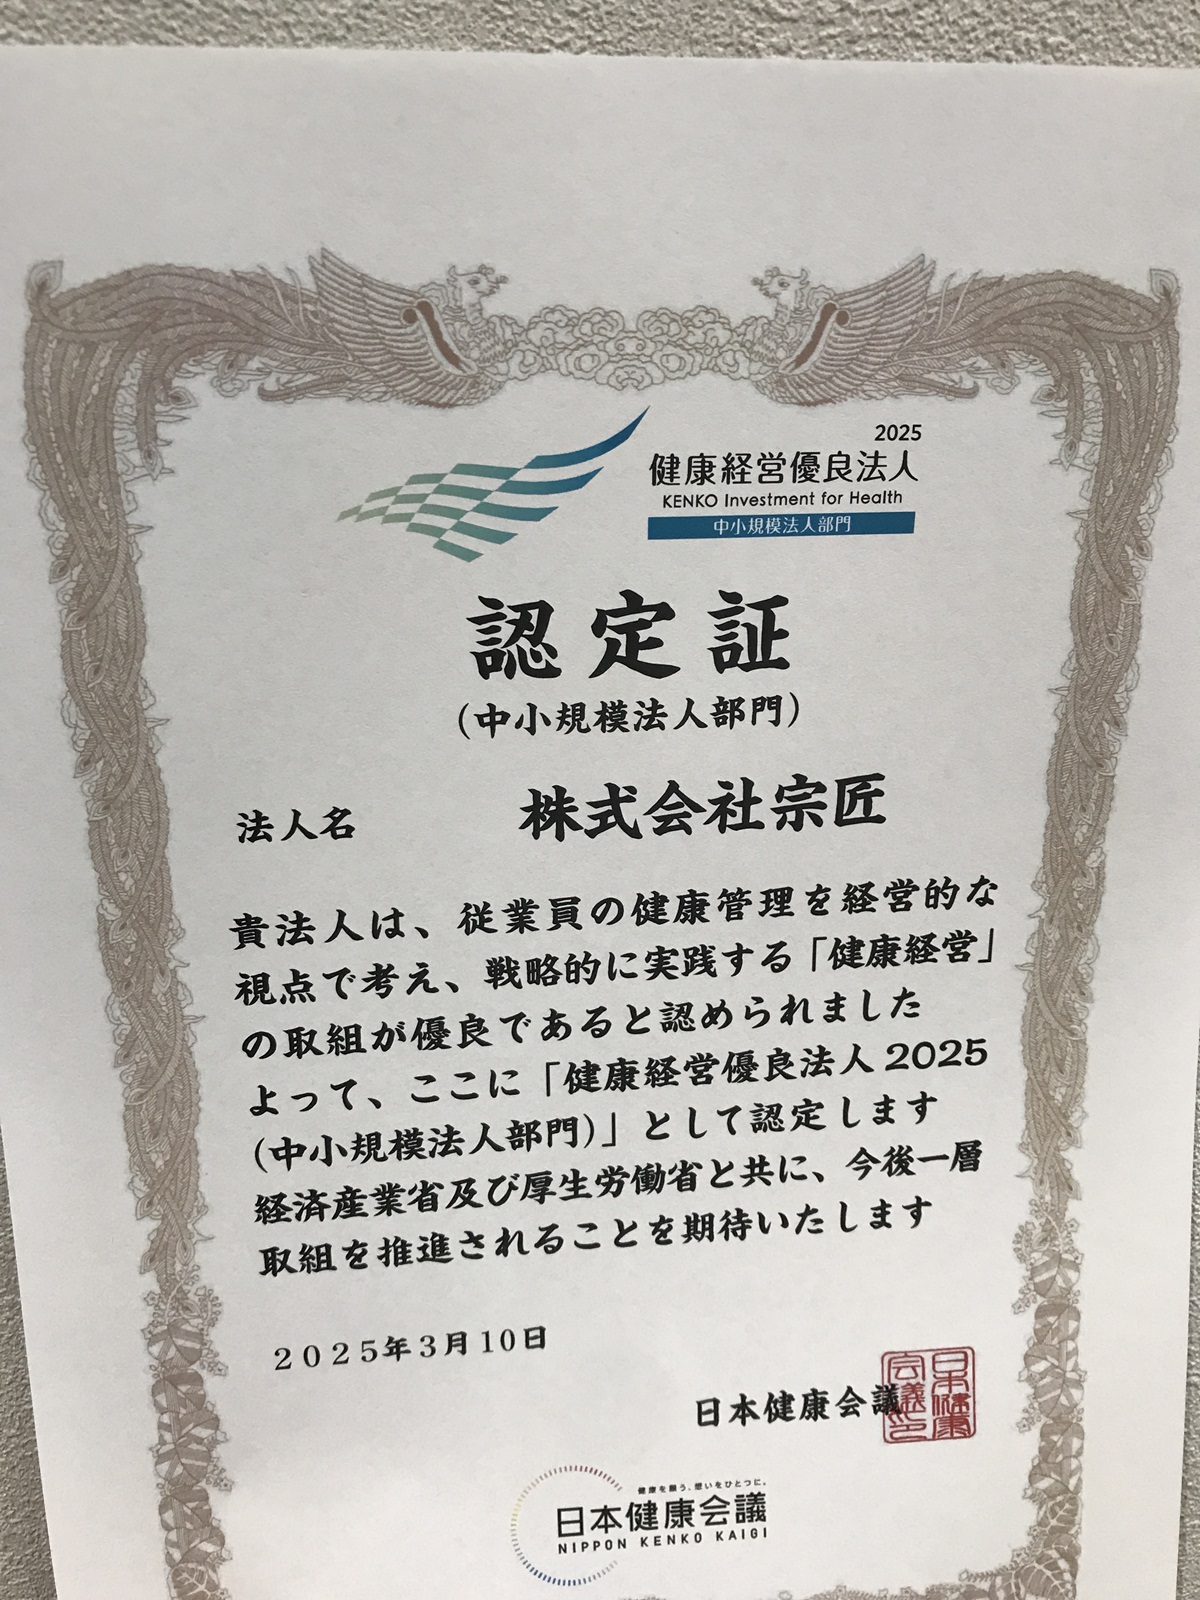 2025
健康経営優良法人
KENKO Investment for Health
中小規模法人部門
認定証
(中小規模法人部門)
法人名 株式会社宗匠
貴法人は、従業員の健康管理を経営的な
視点で考え、戦略的に実践する「健康経営」
の取組が優良であると認められました
よって、ここに「健康経営優良法人2025
(中小規模法人部門)」として認定します
経済産業省及び厚生労働省と共に、今後一層
取組を推進されることを期待いたします
2025年3月10日
日本健康会議
日本健康会議印
健康を願う、想いをひとつに。
日本健康会議
NIPPON KENKO KAIGI